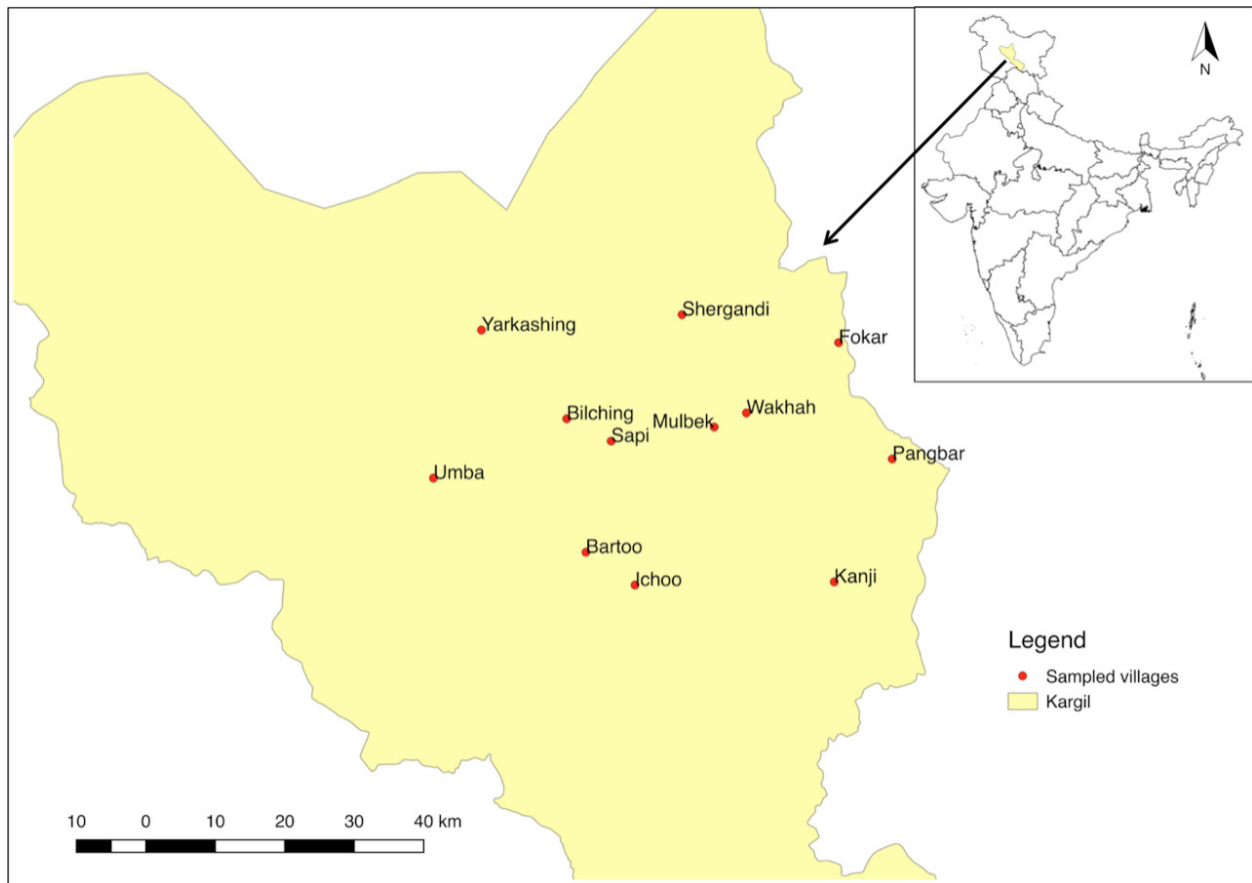 N
Shergandi
Yarkashing
Fokar
Bilching
Wakhah
Mulbek
Sapi
Pangbar
Umba
Bartoo
Ichoo
Kanji
Legend
Sampled villages
Kargil
10 0 10 20 30 40 km